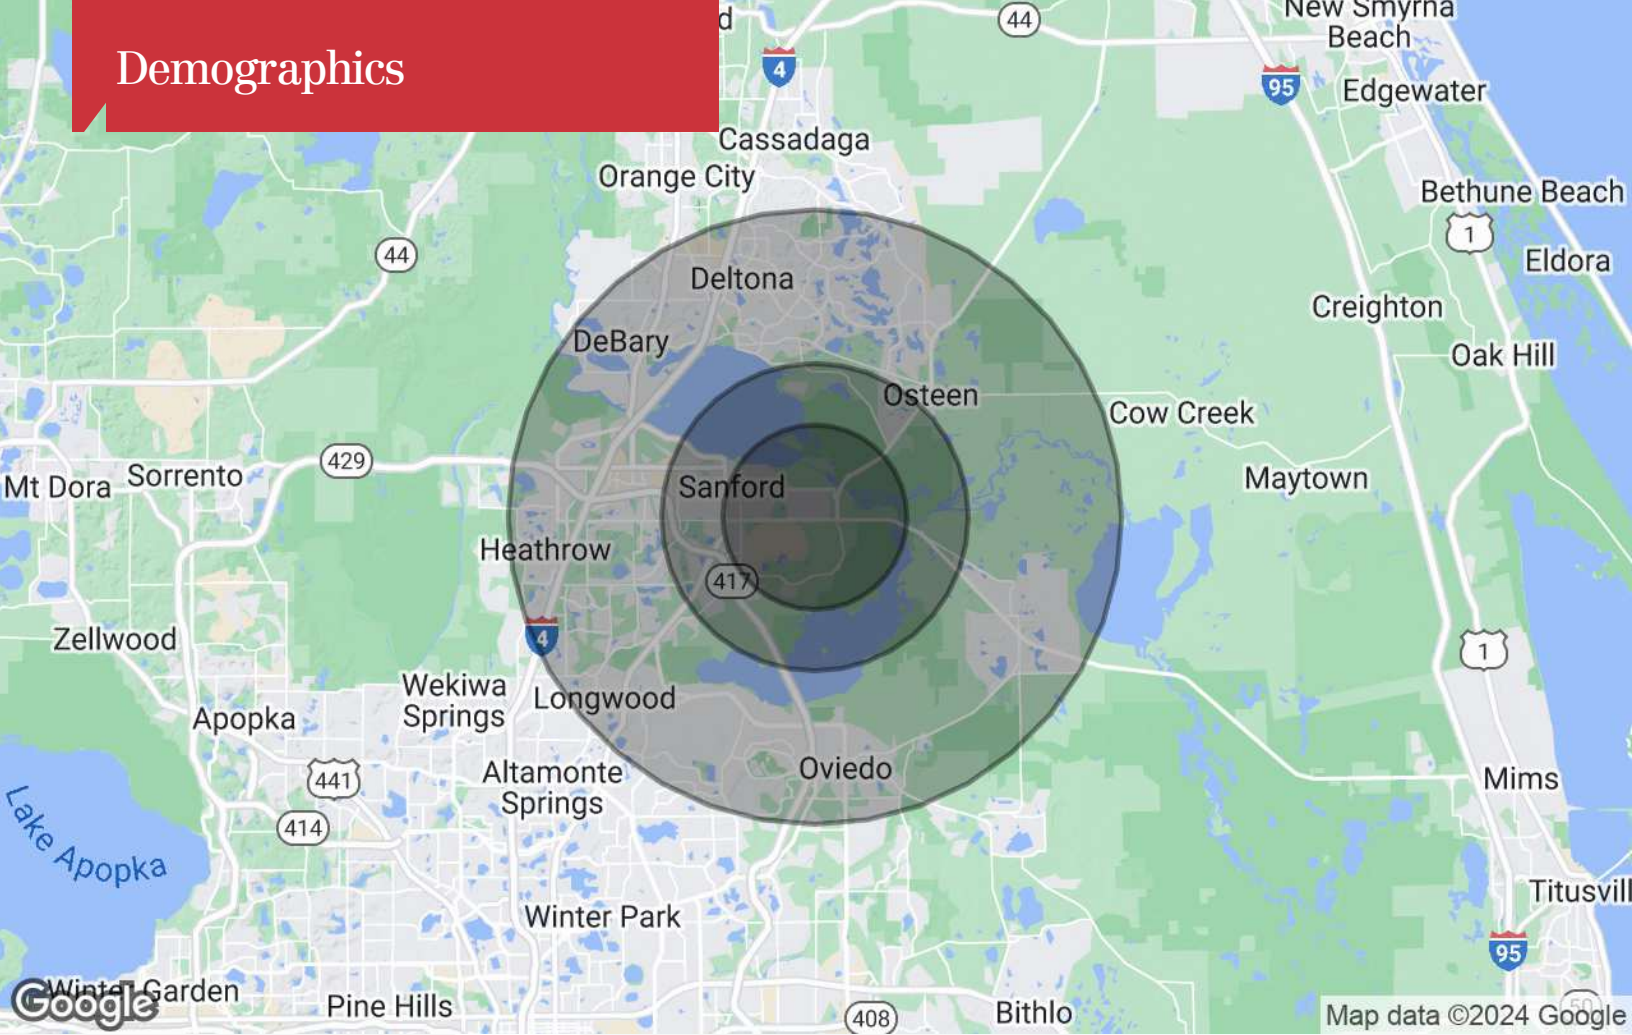 Demographics
d
44
New Smyrna
Beach
4
95
Edgewater
Cassadaga
Orange City
Bethune Beach
1
44
Eldora
Deltona
Creighton
DeBary
Oak Hill
Osteen
Cow Creek
429
Sorrento
Mt Dora
Sanford
Maytown
Heathrow
417
Zellwood
4
1
Wekiwa
Springs
Longwood
Apopka
441
Altamonte
Springs
Oviedo
Mims
414
Lake Apopka
Titusvill
Winter Park
95
Winter Garden
Google
Pine Hills
408
Bithlo
50
Map data ©2024 Google